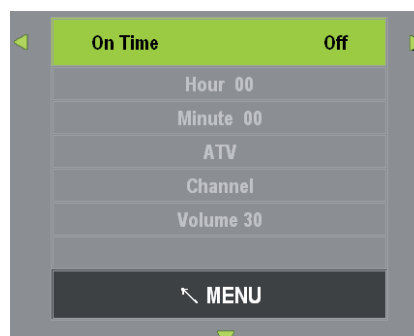 On Time Off
Hour 00
Minute 00
ATV
Channel
Volume 30
MENU